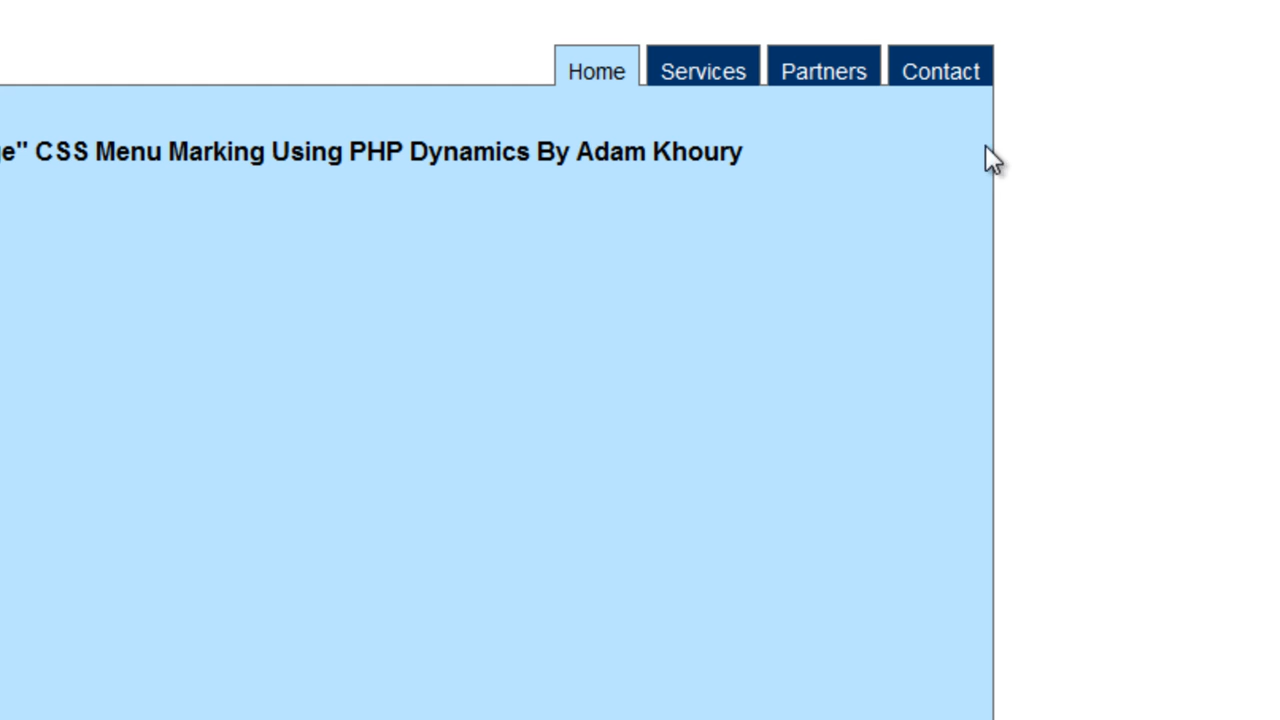 Home Services Partners Contact
" CSS Menu Marking Using PHP Dynamics By Adam Khoury